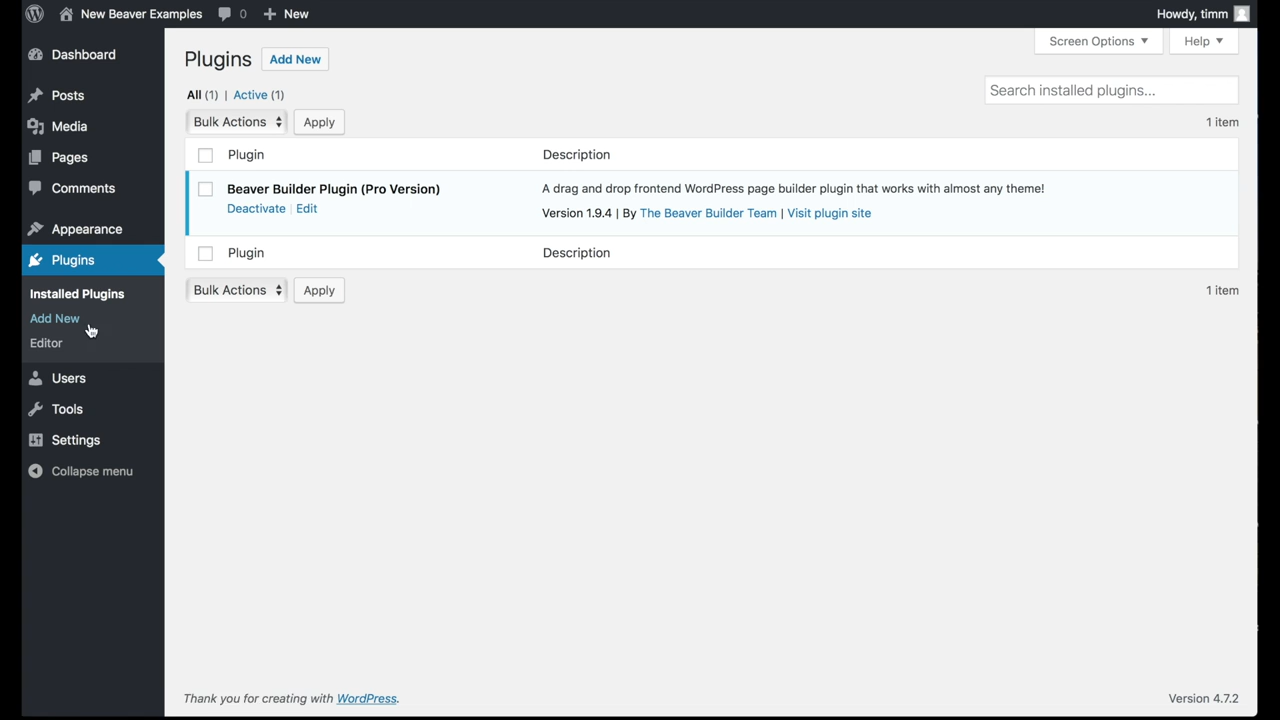 New Beaver Examples 0 New Howdy, timm
Screen Options Help
Dashboard
Posts
Media
Pages
Comments
Appearance
Plugins
Installed Plugins
Add New
Editor
Users
Tools
Settings
Collapse menu
Plugins Add New
All (1) | Active (1)
Search installed plugins...
Bulk Actions Apply 1 item
Plugin Description
Beaver Builder Plugin (Pro Version) A drag and drop frontend WordPress page builder plugin that works with almost any theme!
Deactivate | Edit Version 1.9.4 | By The Beaver Builder Team | Visit plugin site
Plugin Description
Bulk Actions Apply 1 item
Thank you for creating with WordPress. Version 4.7.2